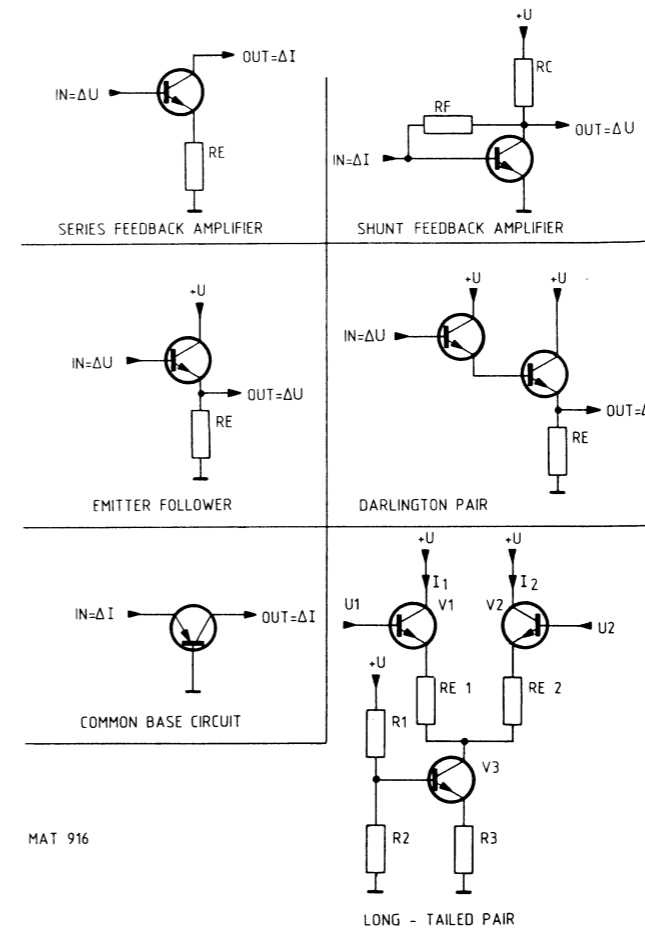 OUT=ΔI
IN=ΔU
RE
SERIES FEEDBACK AMPLIFIER
+U
RC
RF
OUT=ΔU
IN=ΔI
SHUNT FEEDBACK AMPLIFIER
+U
IN=ΔU
OUT=ΔU
RE
EMITTER FOLLOWER
+U +U
IN=ΔU
OUT=Δ
RE
DARLINGTON PAIR
IN=ΔI OUT=ΔI
COMMON BASE CIRCUIT
+U +U
I1 I2
U1 V1 V2 U2
+U
RE 1 RE 2
R1
V3
R2 R3
LONG - TAILED PAIR
MAT 916